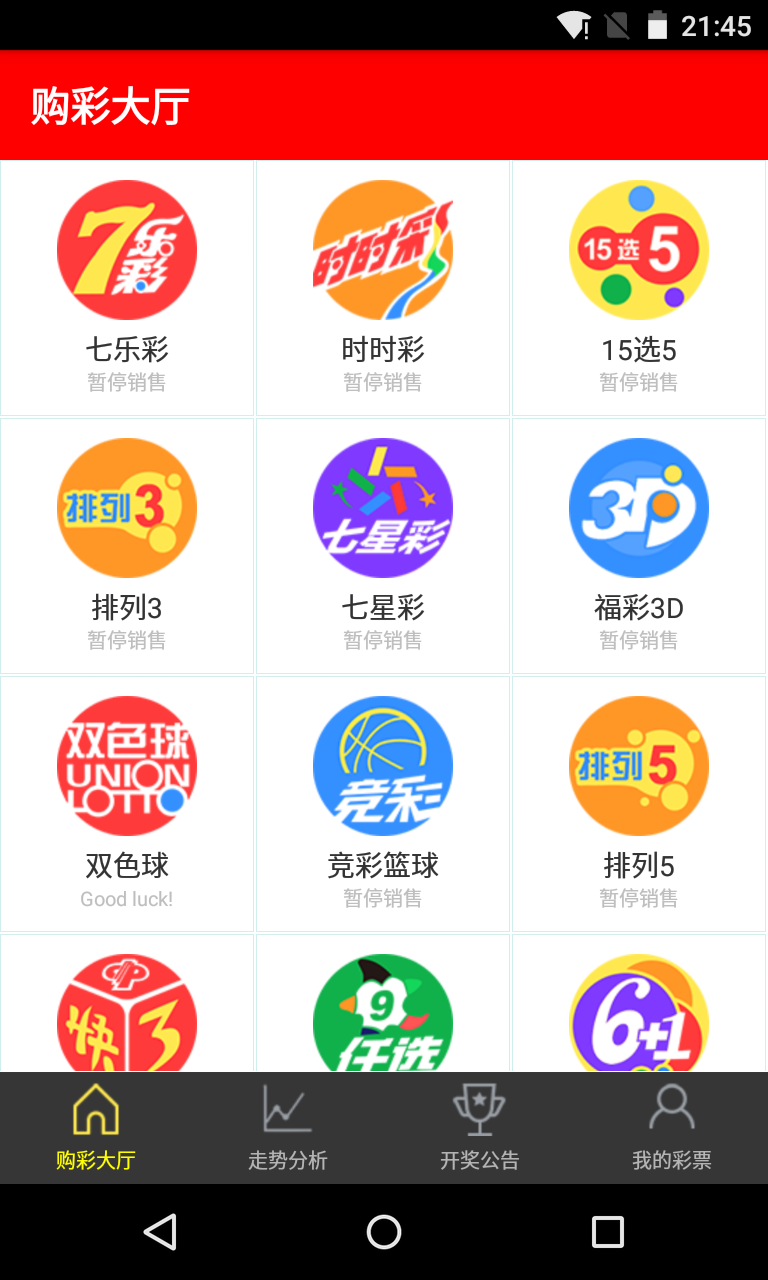 21:45
购彩大厅
7乐彩
时时彩
15选5
七乐彩
时时彩
15选5
暂停销售
暂停销售
暂停销售
排列3
七星彩
3D
排列3
七星彩
福彩3D
暂停销售
暂停销售
暂停销售
双色球
UNION
LOTTO
竞彩
排列5
双色球
竞彩篮球
排列5
Good luck!
暂停销售
暂停销售
快3
9
任选
6+1
购彩大厅
走势分析
开奖公告
我的彩票